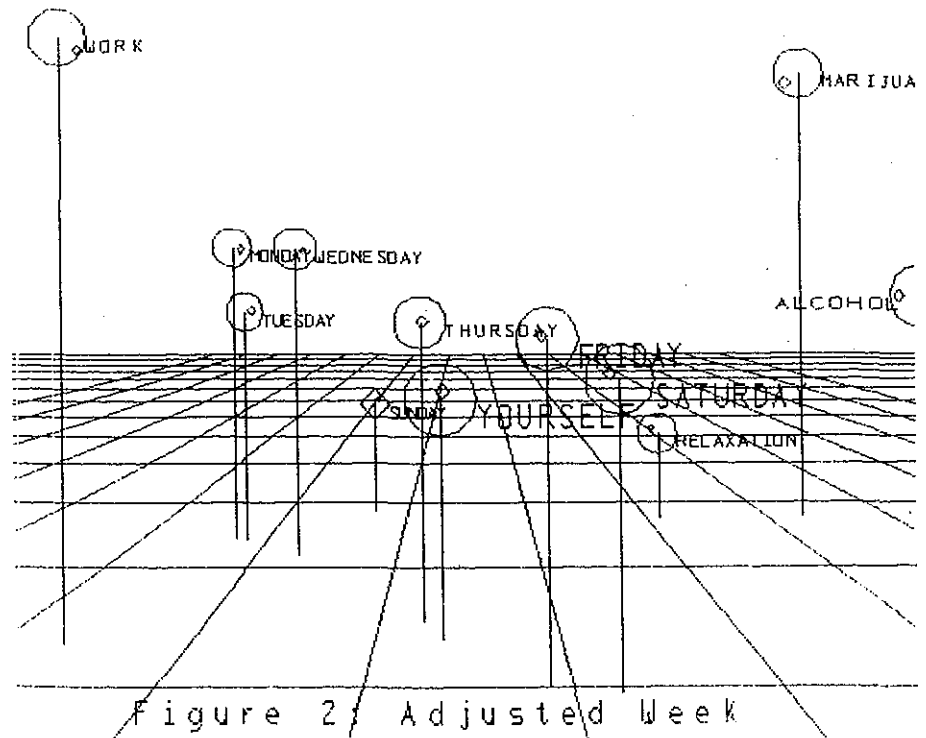 WORK
MARIJUA
MONDAY
WEDNESDAY
ALCOHOL
TUESDAY
THURSDAY
FRIDAY
SATURDAY
SUNDAY
YOURSELF
RELAXATION
Figure 2: Adjusted Week